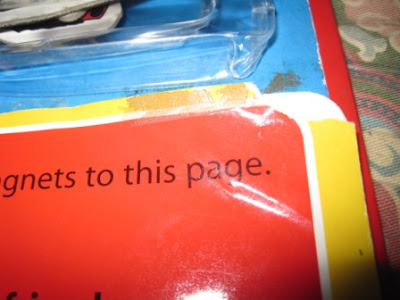 gnets to this page.